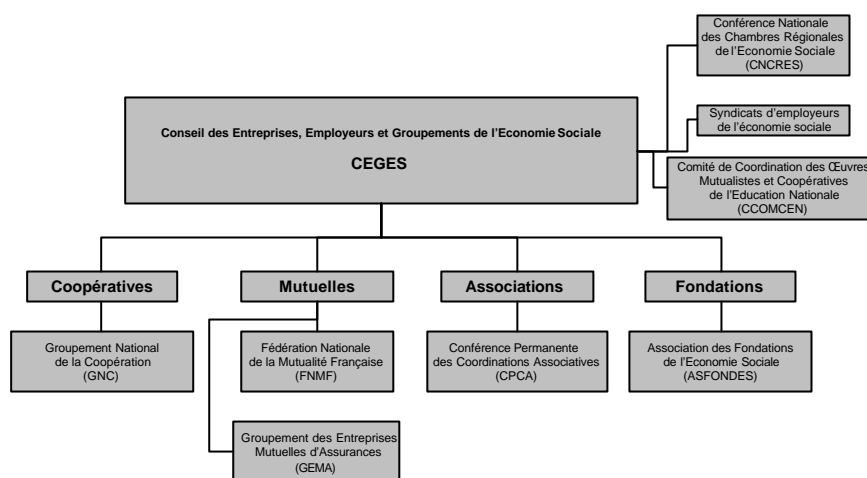 Conférence Nationale
des Chambres Régionales
de l'Economie Sociale
(CNCRES)
Conseil des Entreprises, Employeurs et Groupements de l'Economie Sociale
CEGES
Syndicats d'employeurs
de l'économie sociale
Comité de Coordination des Œuvres
Mutualistes et Coopératives
de l'Education Nationale
(CCOMCEN)
Coopératives
Mutuelles
Associations
Fondations
Groupement National
de la Coopération
(GNC)
Fédération Nationale
de la Mutualité Française
(FNMF)
Conférence Permanente
des Coordinations Associatives
(CPCA)
Association des Fondations
de l'Economie Sociale
(ASFONDES)
Groupement des Entreprises
Mutuelles d'Assurances
(GEMA)